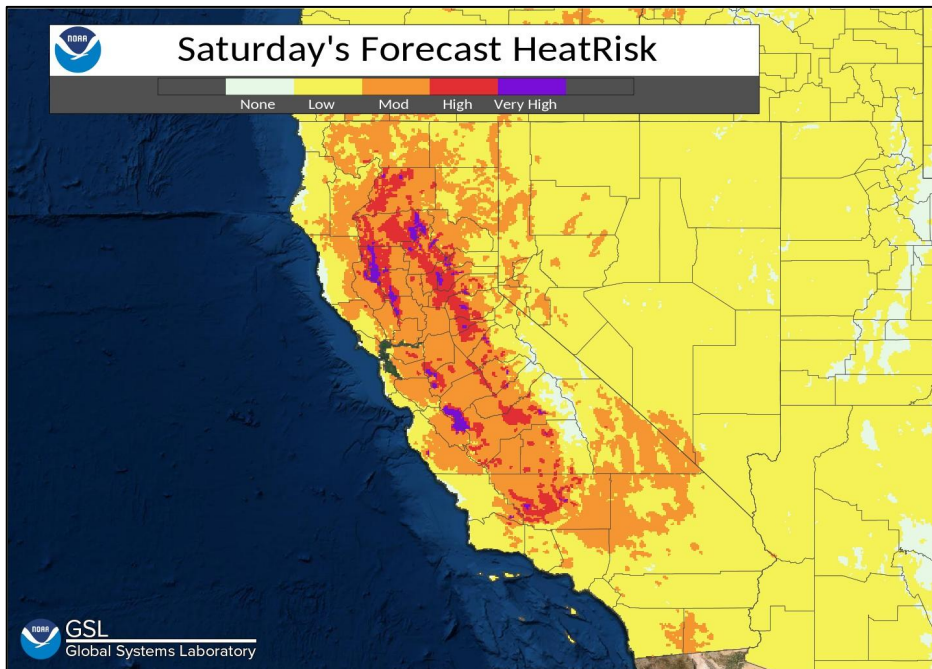 NOAA
Saturday's Forecast HeatRisk
None Low Mod High Very High
NOAA
GSL
Global Systems Laboratory